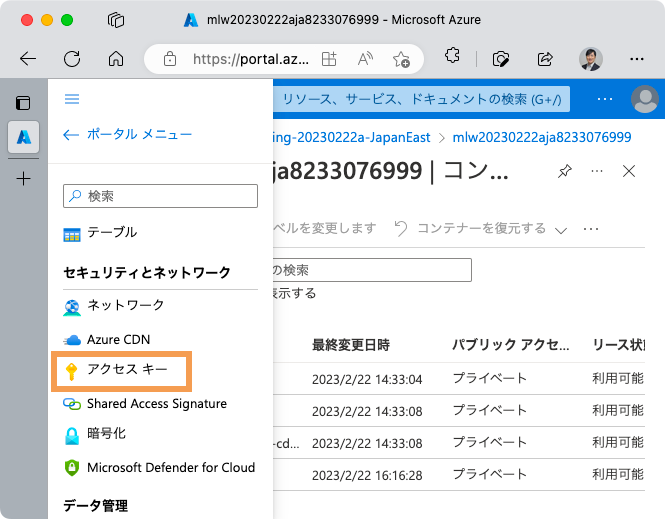 mlw20230222aja8233076999 - Microsoft Azure
https://portal.az...
リソース、サービス、ドキュメントの検索 (G+/)
ポータル メニュー
ing-20230222a-JapanEast > mlw20230222aja8233076999
ja8233076999 | コン...
検索
テーブル
ベルを変更します
コンテナーを復元する
セキュリティとネットワーク
の検索
表示する
ネットワーク
Azure CDN
最終変更日時 パブリック アクセ... リース状
アクセス キー
2023/2/22 14:33:04 プライベート 利用可能
Shared Access Signature
2023/2/22 14:33:08 プライベート 利用可能
暗号化
-cd... 2023/2/22 14:33:08 プライベート 利用可能
Microsoft Defender for Cloud
2023/2/22 16:16:28 プライベート 利用可能
データ管理